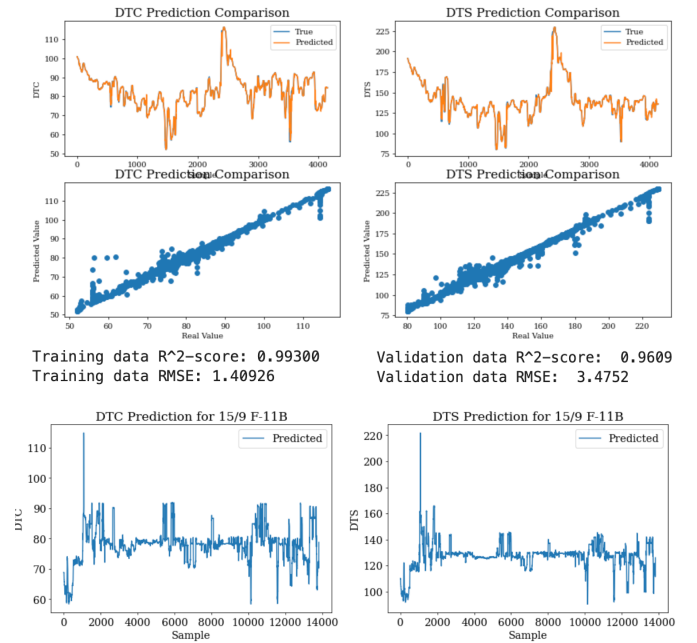 DTC Prediction Comparison
True
Predicted
DTC
110
100
90
80
70
60
50
0
1000
2000
3000
4000
Sample
DTS Prediction Comparison
True
Predicted
DTS
225
200
175
150
125
100
75
0
1000
2000
3000
4000
Sample
DTC Prediction Comparison
Predicted Value
110
100
90
80
70
60
50
50
60
70
80
90
100
110
Real Value
DTS Prediction Comparison
Predicted Value
225
200
175
150
125
100
75
80
100
120
140
160
180
200
220
Real Value
Training data R^2-score: 0.99300
Training data RMSE: 1.40926
Validation data R^2-score: 0.9609
Validation data RMSE: 3.4752
DTC Prediction for 15/9 F-11B
Predicted
DTC
110
100
90
80
70
60
0
2000
4000
6000
8000
10000
12000
14000
Sample
DTS Prediction for 15/9 F-11B
Predicted
DTS
220
200
180
160
140
120
100
0
2000
4000
6000
8000
10000
12000
14000
Sample